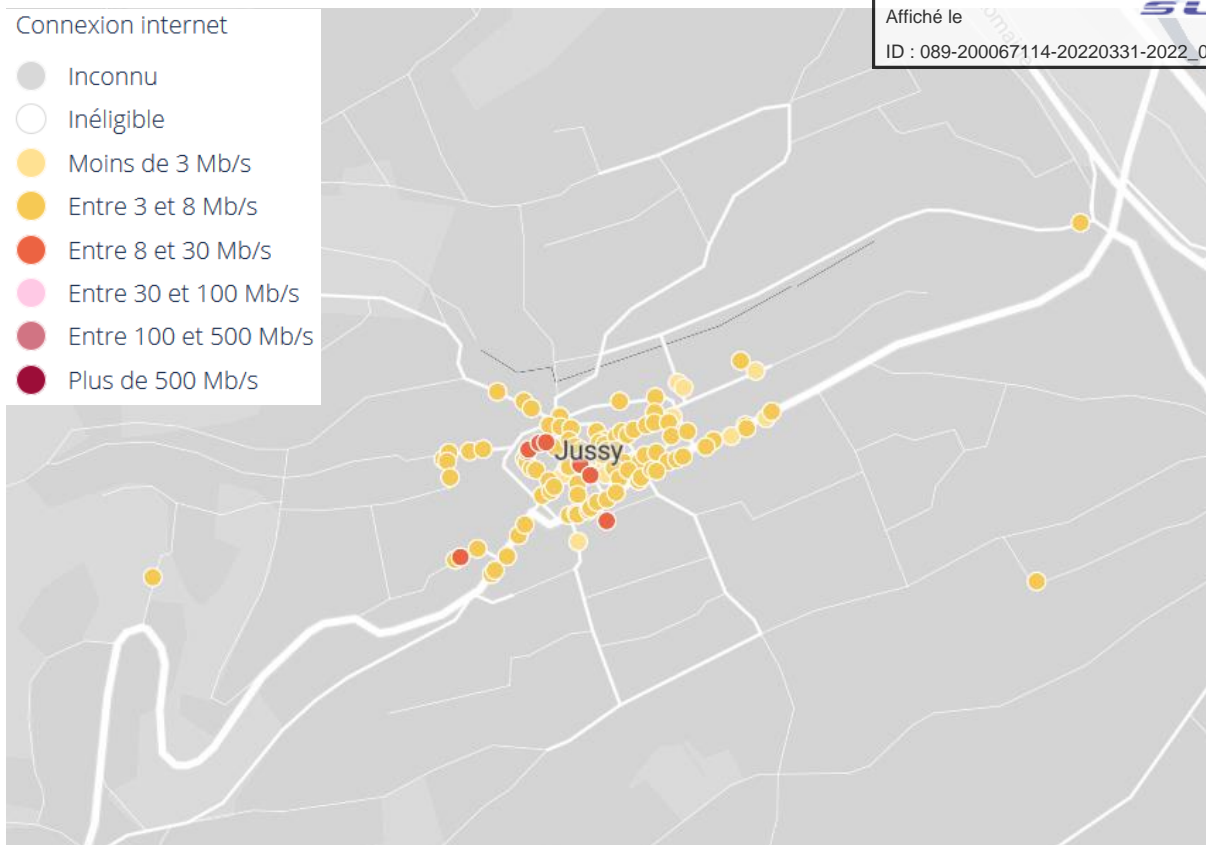 Connexion internet
Inconnu
Inéligible
Moins de 3 Mb/s
Entre 3 et 8 Mb/s
Entre 8 et 30 Mb/s
Entre 30 et 100 Mb/s
Entre 100 et 500 Mb/s
Plus de 500 Mb/s
Affiché le
ID : 089-200067114-20220331-2022_0
Jussy